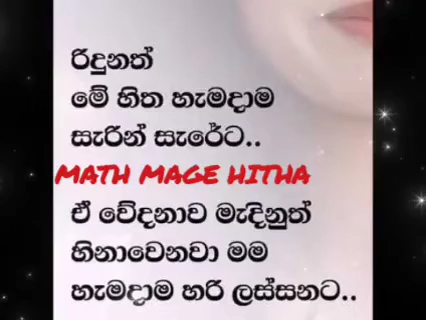 රිදුනත්
මේ හිත හැමදාම
සැරින් සැරේට..
MATH MAGE HITHA
ඒ වේදනාව මැදිනුත්
හිනාවෙනවා මම
හැමදාම හරි ලස්සනට..